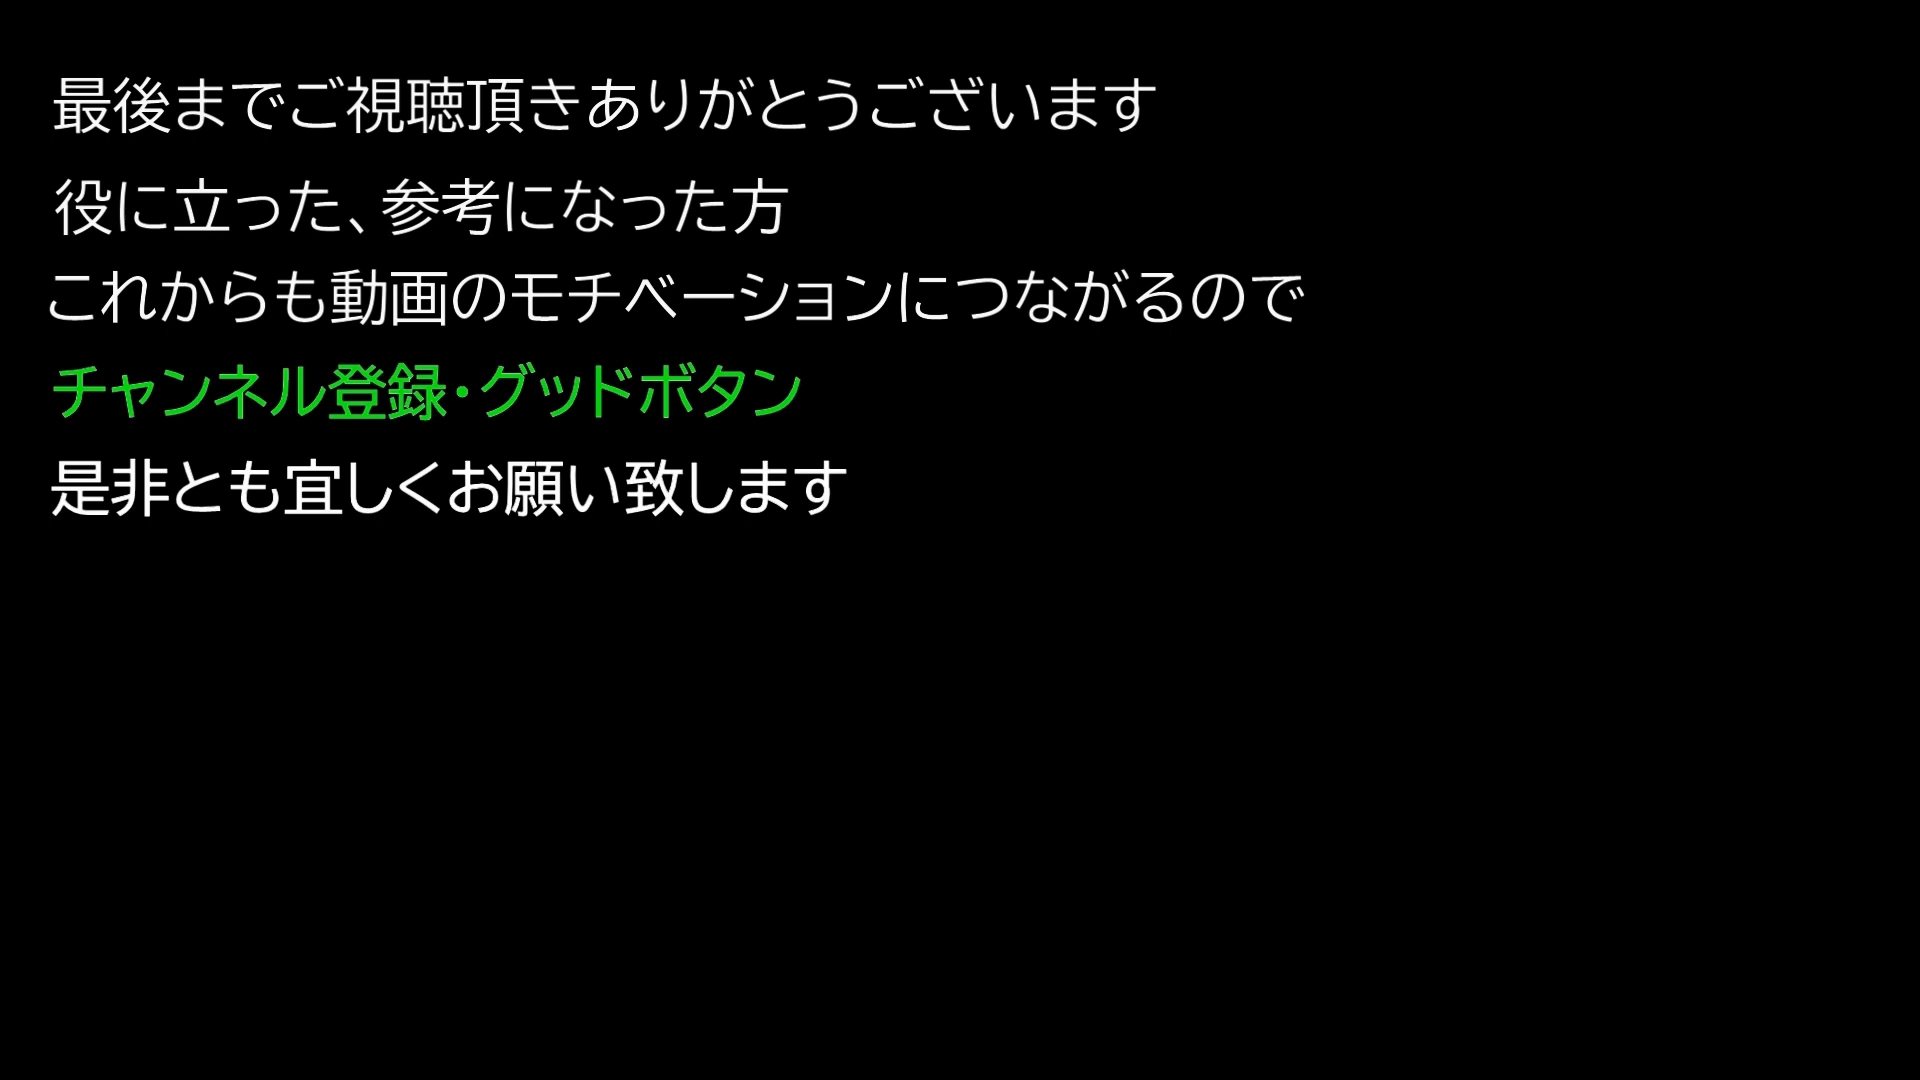 最後までご視聴頂きありがとうございます
役に立った、参考になった方
これからも動画のモチベーションにつながるので
チャンネル登録・グッドボタン
是非とも宜しくお願い致します